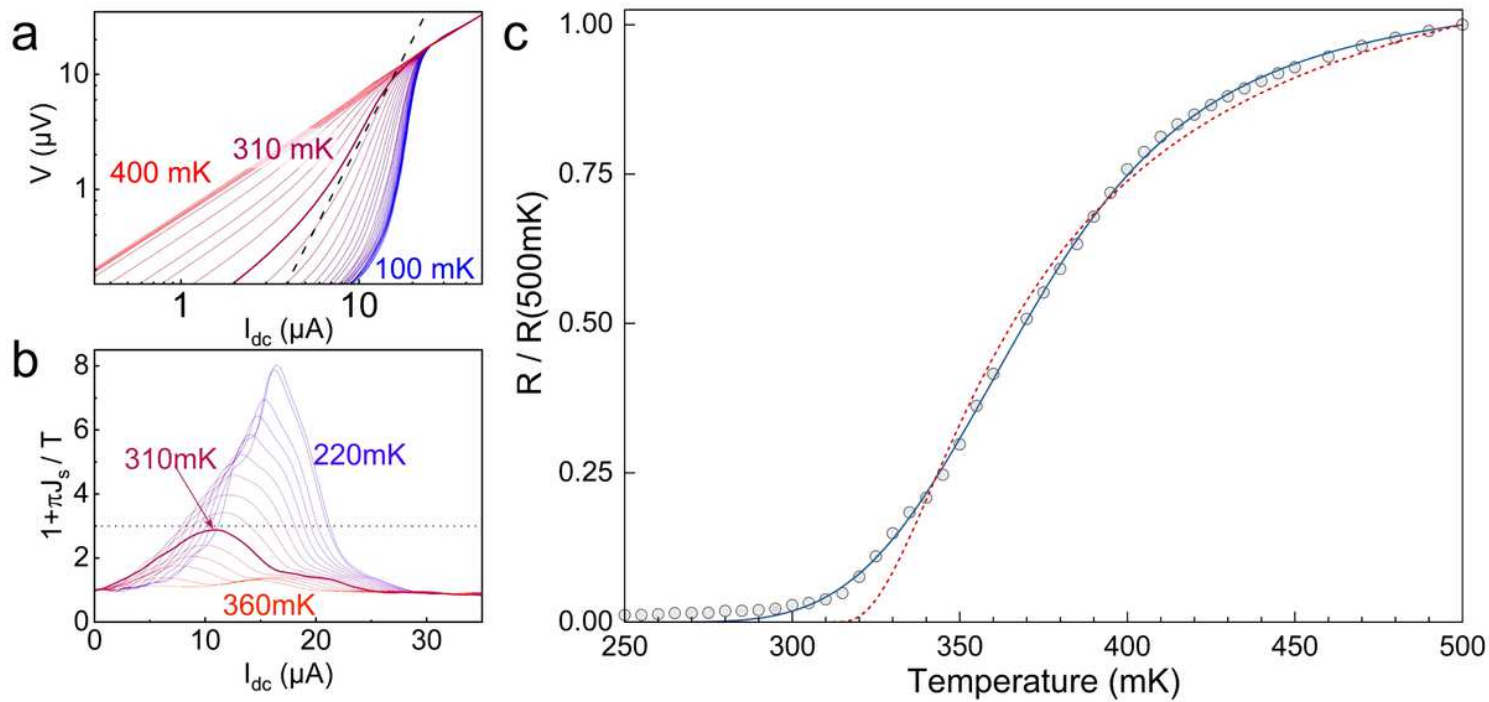 a
V (µV)
10
1
400 mK
310 mK
100 mK
1
10
I_dc (µA)
b
1+πJ_s / T
8
6
4
2
0
310mK
220mK
360mK
0
10
20
30
I_dc (µA)
c
R / R(500mK)
1.00
0.75
0.50
0.25
0.00
250
300
350
400
450
500
Temperature (mK)